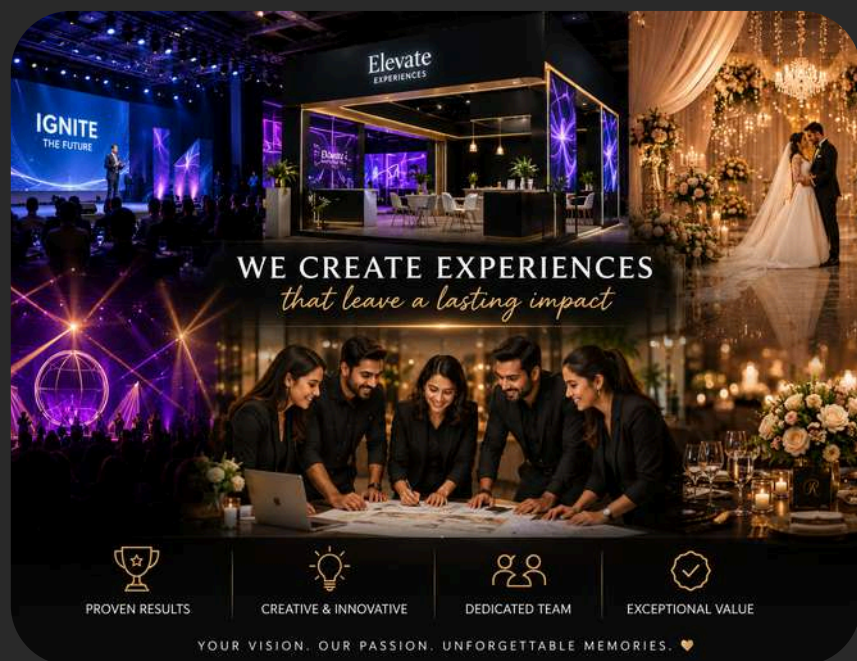 Elevate
EXPERIENCES
IGNITE
THE FUTURE
Elevate
WE CREATE EXPERIENCES
that leave a lasting impact
R
PROVEN RESULTS
CREATIVE & INNOVATIVE
DEDICATED TEAM
EXCEPTIONAL VALUE
YOUR VISION. OUR PASSION. UNFORGETTABLE MEMORIES.